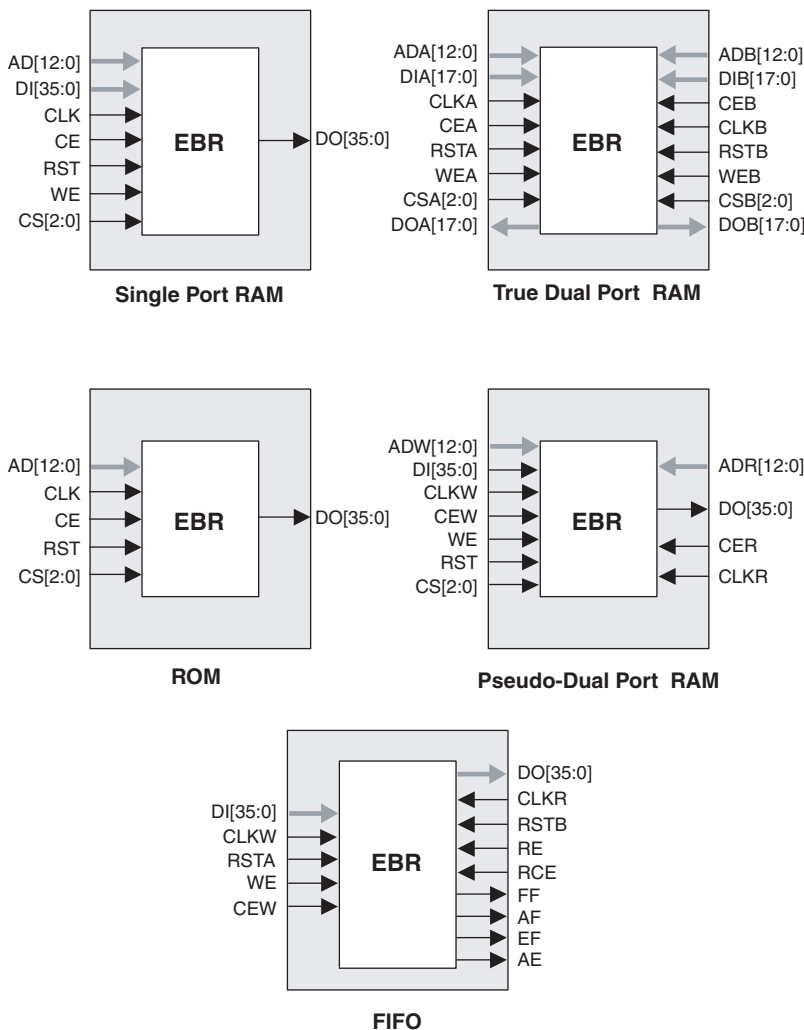 AD[12:0]
DI[35:0]
CLK
CE
RST
WE
CS[2:0]
EBR
DO[35:0]
Single Port RAM
ADA[12:0]
DIA[17:0]
CLKA
CEA
RSTA
WEA
CSA[2:0]
DOA[17:0]
EBR
ADB[12:0]
DIB[17:0]
CEB
CLKB
RSTB
WEB
CSB[2:0]
DOB[17:0]
True Dual Port RAM
AD[12:0]
CLK
CE
RST
CS[2:0]
EBR
DO[35:0]
ROM
ADW[12:0]
DI[35:0]
CLKW
CEW
WE
RST
CS[2:0]
EBR
ADR[12:0]
DO[35:0]
CER
CLKR
Pseudo-Dual Port RAM
DI[35:0]
CLKW
RSTA
WE
CEW
EBR
DO[35:0]
CLKR
RSTB
RE
RCE
FF
AF
EF
AE
FIFO